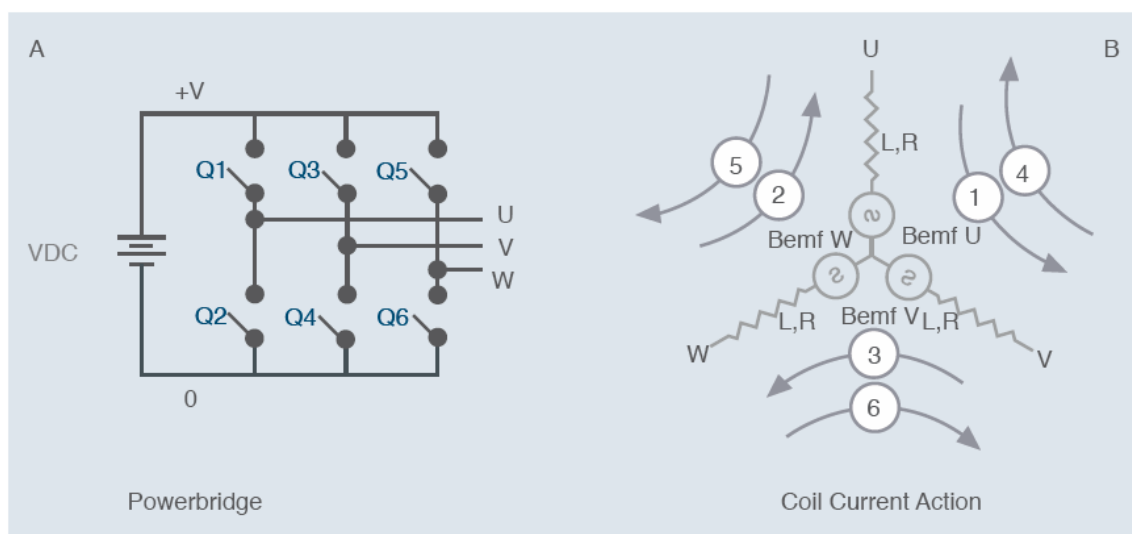 A
B
+V
U
Q1
Q3
Q5
L,R
5
2
4
1
U
V
W
VDC
Bemf W
Bemf U
Q2
Q4
Q6
L,R
Bemf V
L,R
W
V
3
0
6
Powerbridge
Coil Current Action